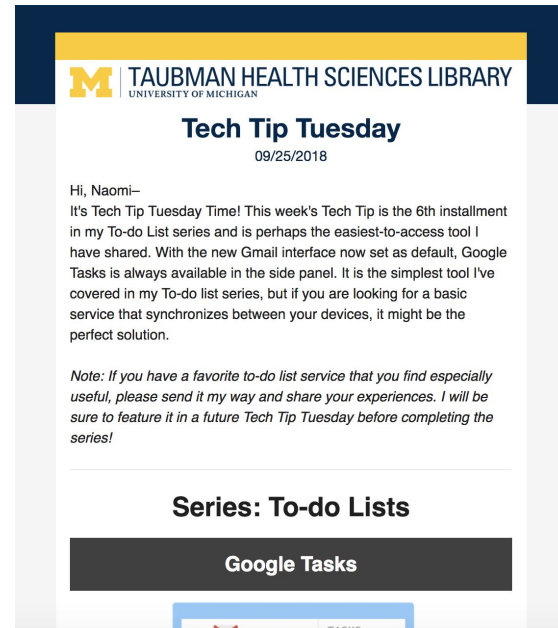 M TAUBMAN HEALTH SCIENCES LIBRARY
UNIVERSITY OF MICHIGAN
Tech Tip Tuesday
09/25/2018
Hi, Naomi–
It's Tech Tip Tuesday Time! This week's Tech Tip is the 6th installment
in my To-do List series and is perhaps the easiest-to-access tool I
have shared. With the new Gmail interface now set as default, Google
Tasks is always available in the side panel. It is the simplest tool I've
covered in my To-do list series, but if you are looking for a basic
service that synchronizes between your devices, it might be the
perfect solution.
Note: If you have a favorite to-do list service that you find especially
useful, please send it my way and share your experiences. I will be
sure to feature it in a future Tech Tip Tuesday before completing the
series!
Series: To-do Lists
Google Tasks